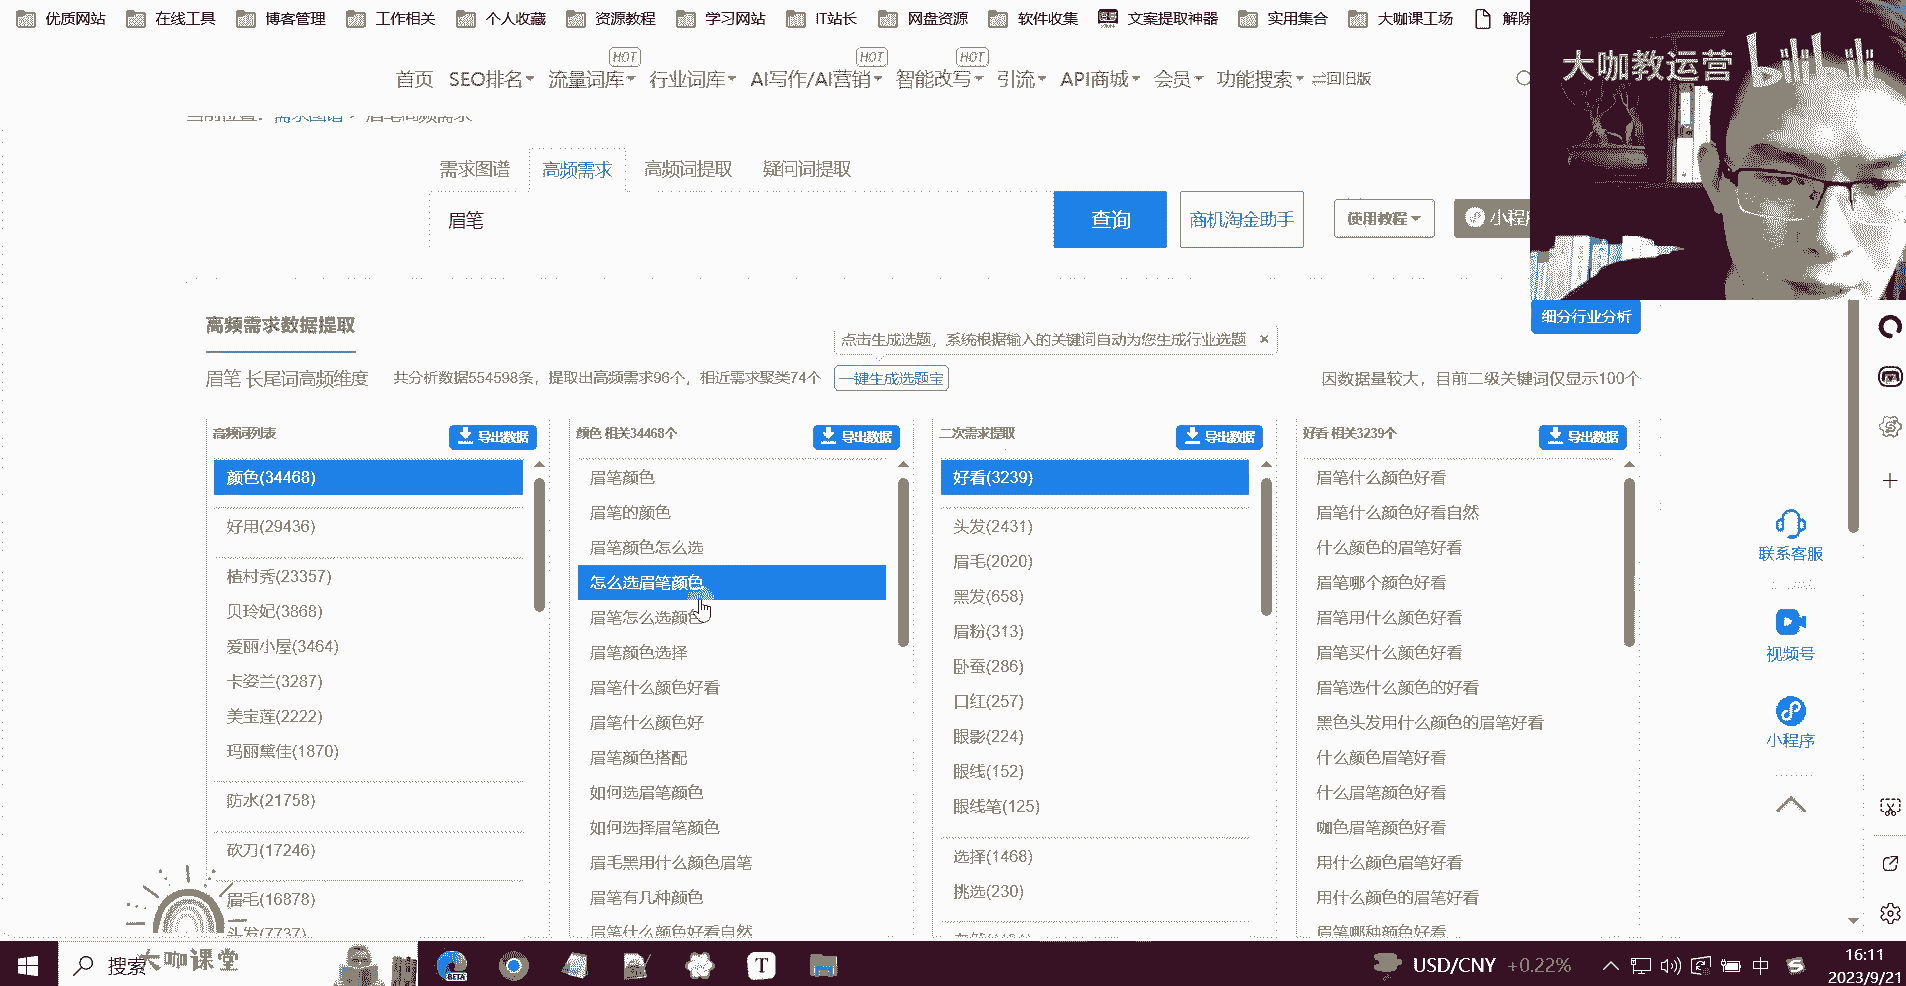 优质网站 在线工具 博客管理 工作相关 个人收藏 资源教程 学习网站 IT站长 网盘资源 软件收集 文案提取神器 实用集合 大咖课工场 解除
大咖教运营 bilibili
HOT HOT HOT
首页 SEO排名 流量词库 行业词库 AI写作/AI营销 智能改写 引流 API商城 会员 功能搜索 回旧版
当前位置：需求图谱 > 眉笔高频需求
需求图谱 高频需求 高频词提取 疑问词提取
眉笔 查询 商机淘金助手 使用教程 小程序
细分行业分析
高频需求数据提取
点击生成选题，系统根据输入的关键词自动为您生成行业选题 ×
眉笔 长尾词高频维度 共分析数据554598条，提取出高频需求96个，相近需求聚类74个 一键生成选题宝 因数据量较大，目前二级关键词仅显示100个
高频词列表 导出数据
颜色(34468)
好用(29436)
植村秀(23357)
贝玲妃(3868)
爱丽小屋(3464)
卡姿兰(3287)
美宝莲(2222)
玛丽黛佳(1870)
防水(21758)
砍刀(17246)
眉毛(16878)
头发(7737)
颜色 相关34468个 导出数据
眉笔颜色
眉笔的颜色
眉笔颜色怎么选
怎么选眉笔颜色
眉笔怎么选颜色
眉笔颜色选择
眉笔什么颜色好看
眉笔什么颜色好
眉笔颜色搭配
如何选眉笔颜色
如何选择眉笔颜色
眉毛黑用什么颜色眉笔
眉笔有几种颜色
眉笔什么颜色好看自然
二次需求提取 导出数据
好看(3239)
头发(2431)
眉毛(2020)
黑发(658)
眉粉(313)
卧蚕(286)
口红(257)
眼影(224)
眼线(152)
眼线笔(125)
选择(1468)
挑选(230)
好看 相关3239个 导出数据
眉笔什么颜色好看
眉笔什么颜色好看自然
什么颜色的眉笔好看
眉笔哪个颜色好看
眉笔用什么颜色好看
眉笔买什么颜色好看
眉笔选什么颜色的好看
黑色头发用什么颜色的眉笔好看
什么颜色眉笔好看
什么眉笔颜色好看
咖色眉笔颜色好看
用什么颜色眉笔好看
用什么颜色的眉笔好看
眉笔哪种颜色好看
联系客服
视频号
小程序
大咖课堂
搜索
BETA
T
USD/CNY +0.22%
中
16:11
2023/9/21